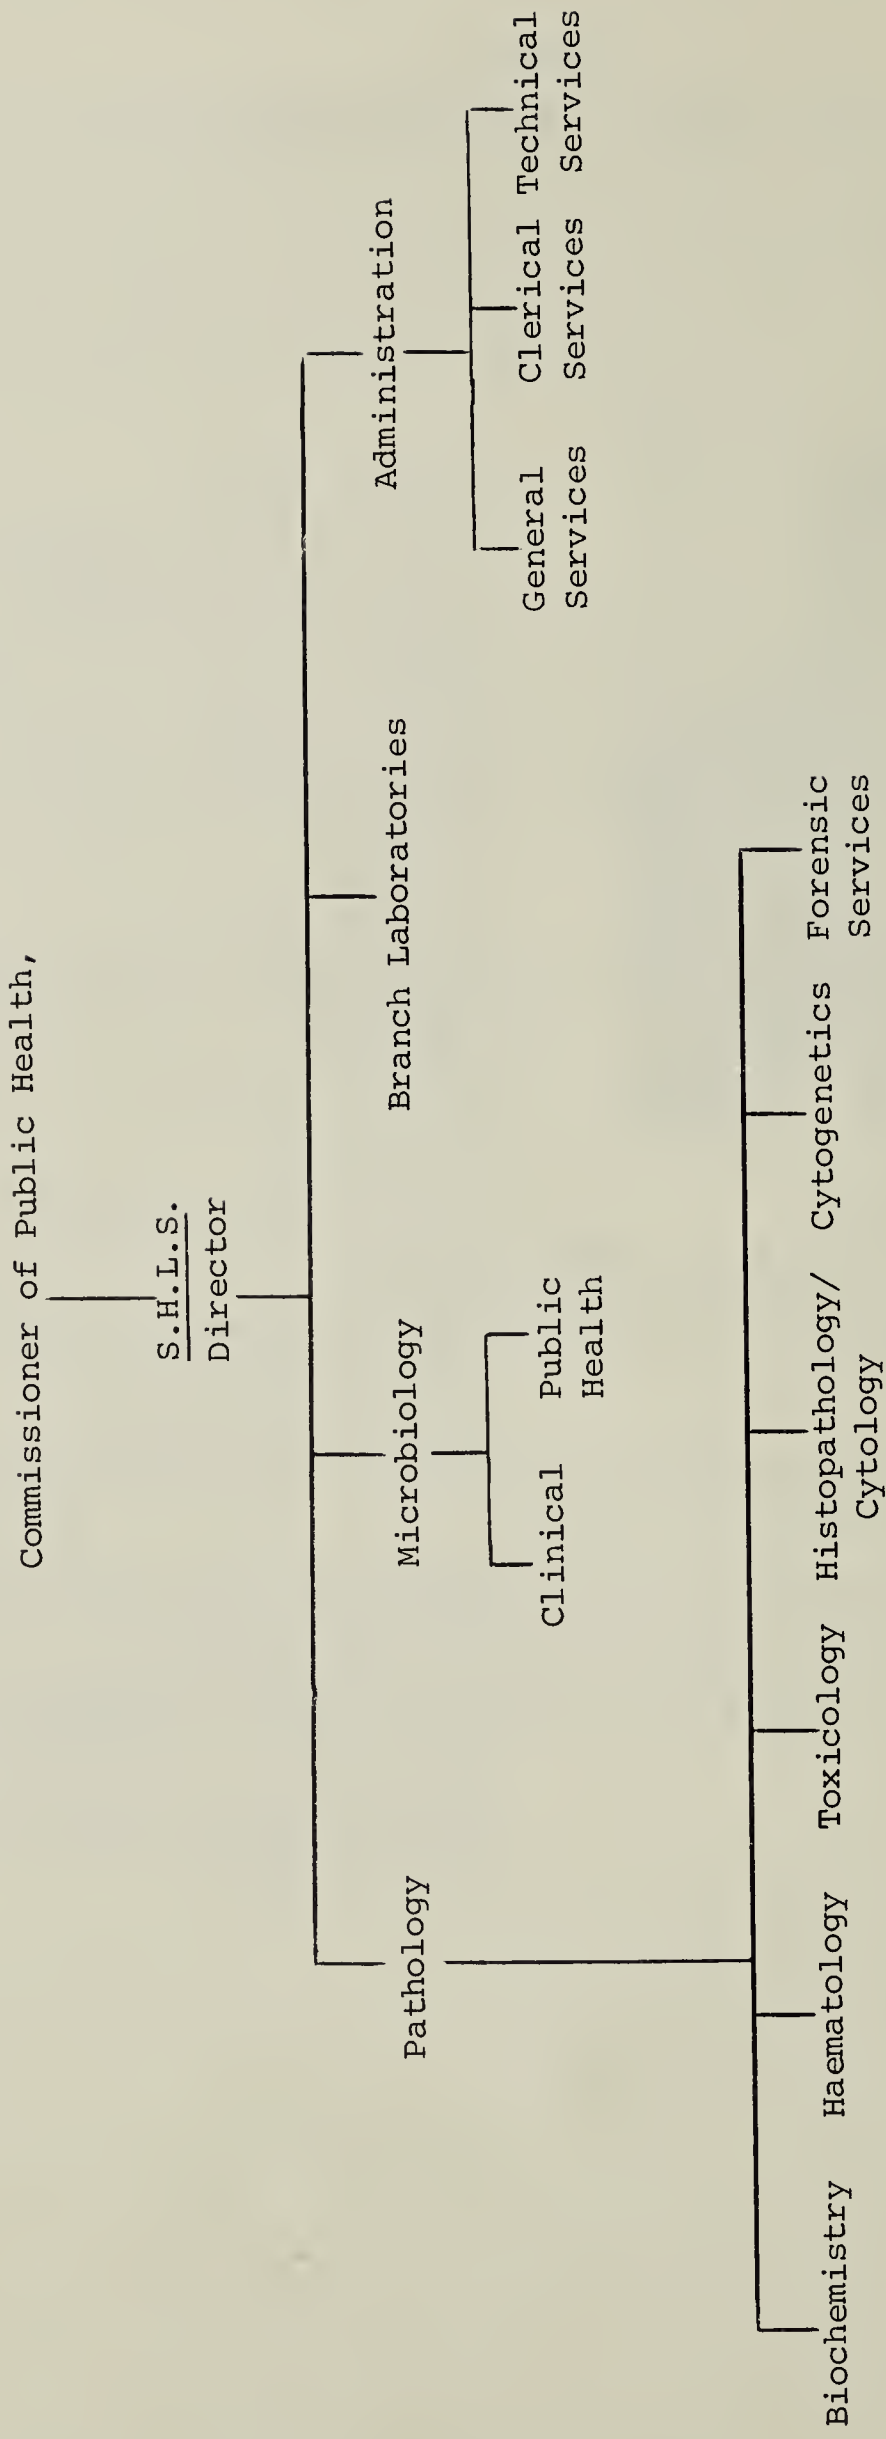 Commissioner of Public Health,
S.H.L.S.
Director
Pathology
Microbiology
Branch Laboratories
Administration
Clinical
Public
Health
General
Services
Clerical
Services
Technical
Services
Biochemistry
Haematology
Toxicology
Histopathology/
Cytology
Cytogenetics
Forensic
Services